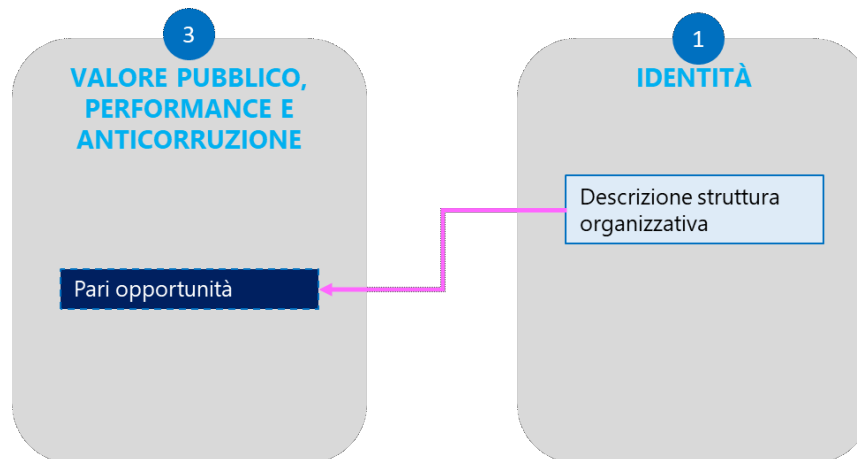 3
VALORE PUBBLICO,
PERFORMANCE E
ANTICORRUZIONE
Pari opportunità
1
IDENTITÀ
Descrizione struttura
organizzativa